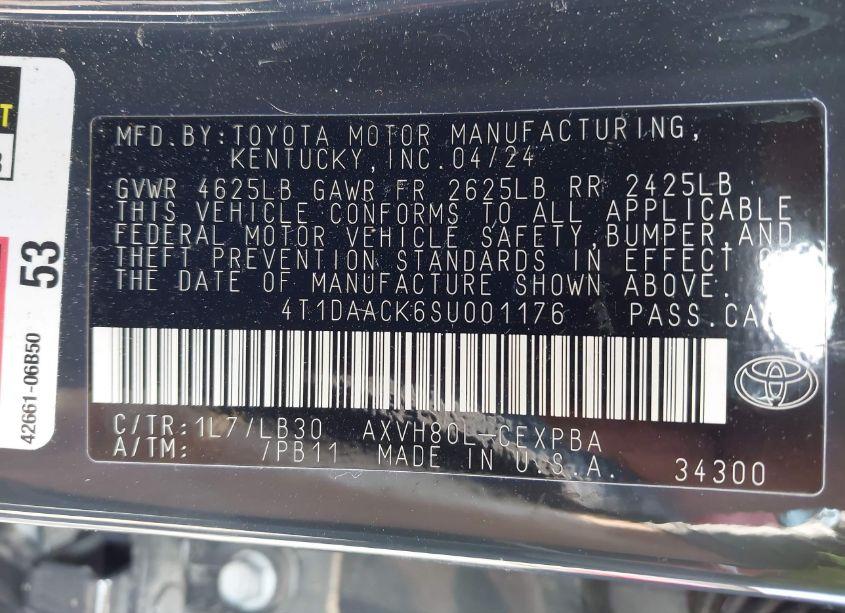 MFD.BY:TOYOTA MOTOR MANUFACTURING,
KENTUCKY,INC.04/24
GVWR 4625LB GAWR FR 2625LB RR 2425LB
THIS VEHICLE CONFORMS TO ALL APPLICABLE
FEDERAL MOTOR VEHICLE SAFETY,BUMPER,AND
THEFT PREVENTION STANDARDS IN EFFECT
THE DATE OF MANUFACTURE SHOWN ABOVE.
4T1DAACK6SU001176 PASS.CA
C/TR:1L7/LB30 AXVH80L-CEXPBA
A/TM: /PB11 MADE IN U.S.A. 34300
53
42661-06B50